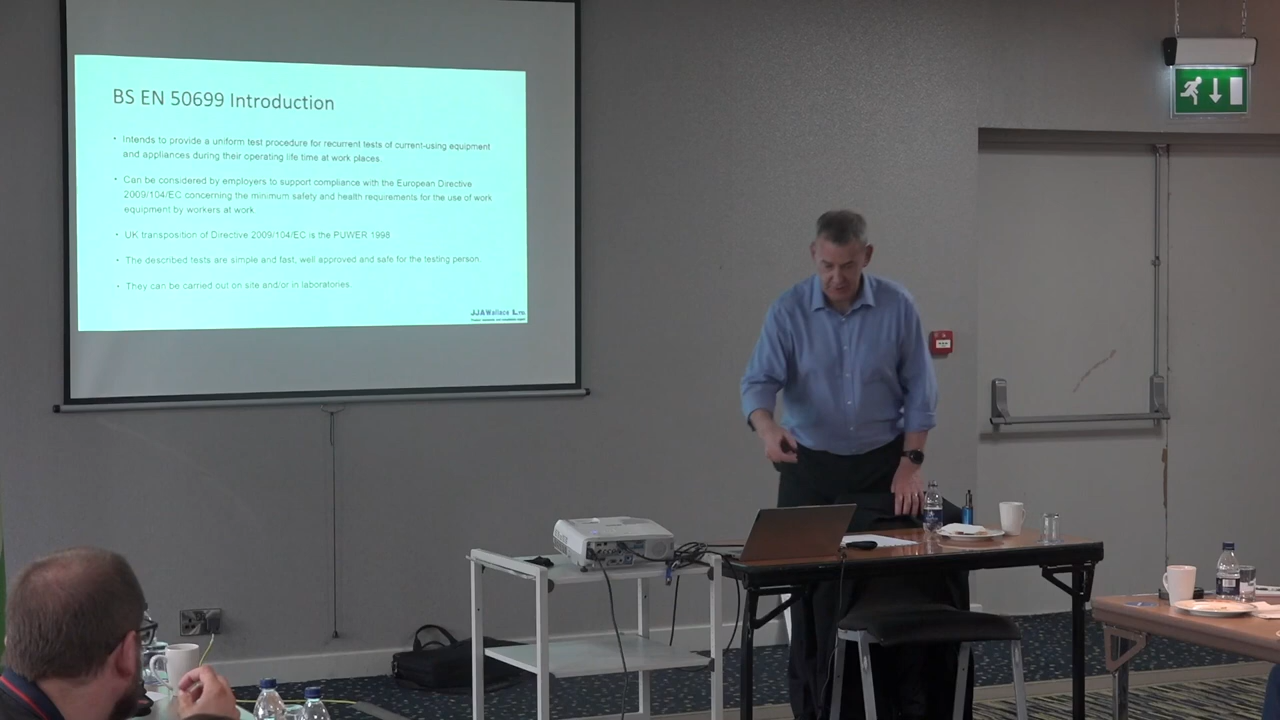 BS EN 50699 Introduction
• Intends to provide a uniform test procedure for recurrent tests of current-using equipment
and appliances during their operating life time at work places.
• Can be considered by employers to support compliance with the European Directive
2009/104/EC concerning the minimum safety and health requirements for the use of work
equipment by workers at work
• UK transposition of Directive 2009/104/EC is the PUWER 1998
• The described tests are simple and fast, well approved and safe for the testing person.
• They can be carried out on site and/or in laboratories.
JJAWallace LTD.